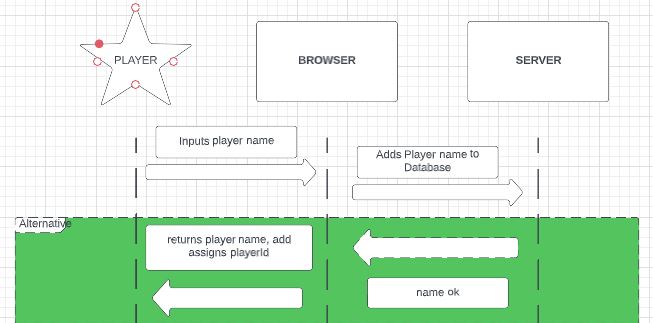 PLAYER
BROWSER
SERVER
Inputs player name
Adds Player name to
Database
Alternative
returns player name, add
assigns playerId
name ok